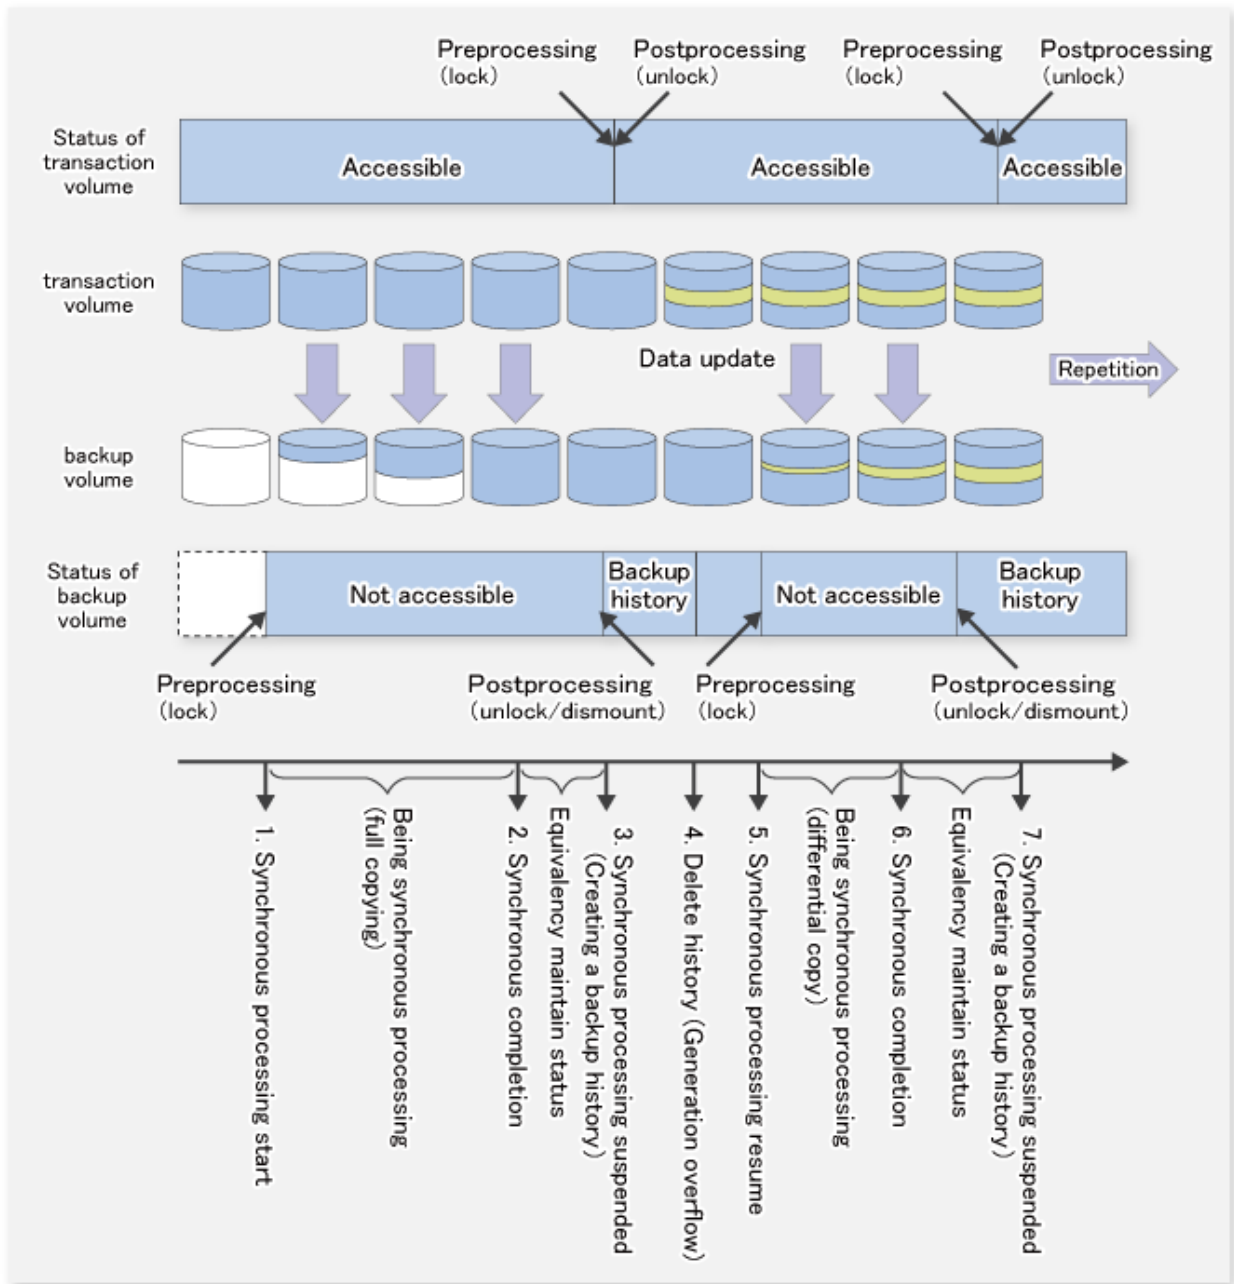 Preprocessing
(lock)
Postprocessing
(unlock)
Preprocessing
(lock)
Postprocessing
(unlock)
Status of
transaction
volume
Accessible
Accessible
Accessible
transaction
volume
Data update
Repetition
backup
volume
Status of
backup
volume
Not accessible
Backup
history
Not accessible
Backup
history
Preprocessing
(lock)
Postprocessing
(unlock/dismount)
Preprocessing
(lock)
Postprocessing
(unlock/dismount)
1. Synchronous processing start
Being synchronous processing
(full copying)
2. Synchronous completion
Equivalency maintain status
3. Synchronous processing suspended
(Creating a backup history)
4. Delete history (Generation overflow)
5. Synchronous processing resume
Being synchronous processing
(differential copy)
6. Synchronous completion
Equivalency maintain status
7. Synchronous processing suspended
(Creating a backup history)